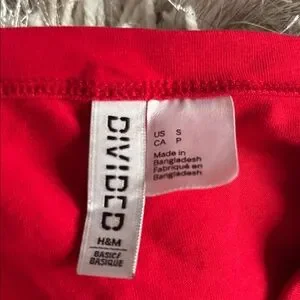 DIVIDED
H&M
BASIC/
BASIQUE
US S
CA P
Made in
Bangladesh
Fabriqué en
Bangladesh